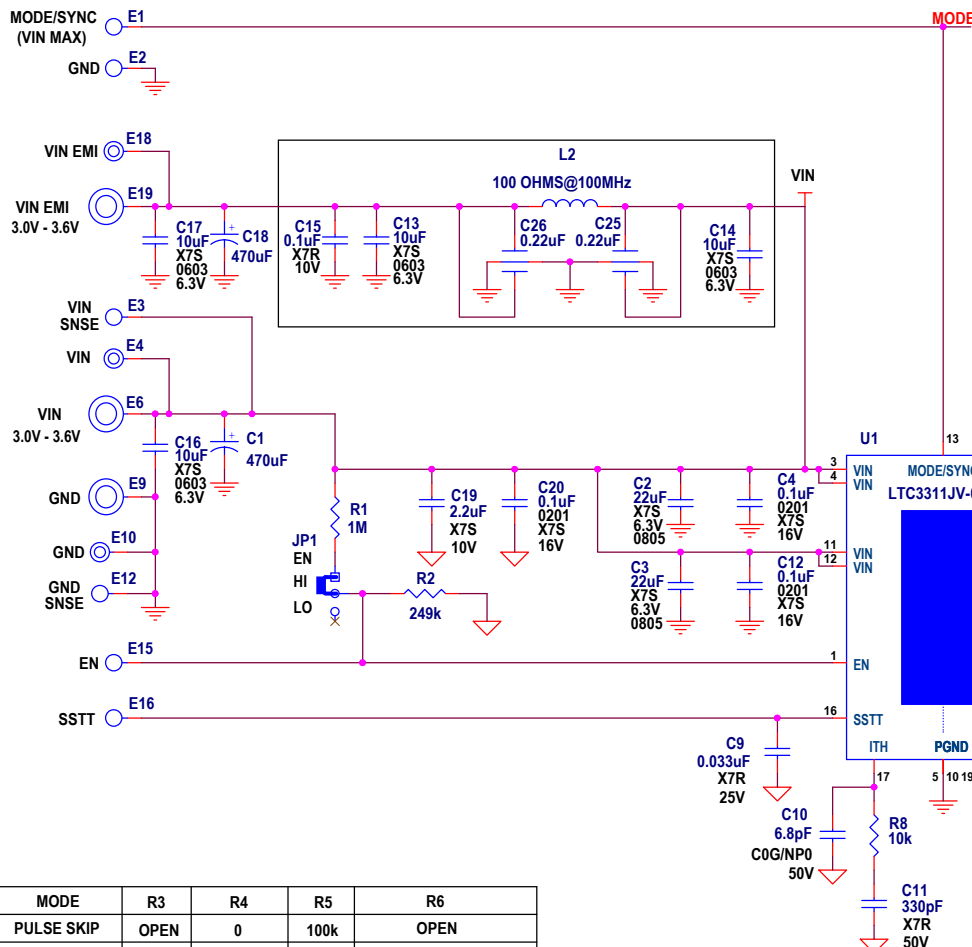 MODE/SYNC
(VIN MAX)
E1
MODE
GND
E2
VIN EMI
E18
VIN EMI
3.0V - 3.6V
E19
C17
10uF
X7S
0603
6.3V
+
C18
470uF
L2
100 OHMS@100MHz
C15
0.1uF
X7R
10V
C13
10uF
X7S
0603
6.3V
C26
0.22uF
C25
0.22uF
C14
10uF
X7S
0603
6.3V
VIN
VIN
SNSE
E3
VIN
E4
VIN
3.0V - 3.6V
E6
C16
10uF
X7S
0603
6.3V
+
C1
470uF
GND
E9
GND
E10
GND
SNSE
E12
R1
1M
JP1
EN
HI
LO
R2
249k
C19
2.2uF
X7S
10V
C20
0.1uF
0201
X7S
16V
C2
22uF
X7S
6.3V
0805
C4
0.1uF
0201
X7S
16V
C3
22uF
X7S
6.3V
0805
C12
0.1uF
0201
X7S
16V
U1
13
MODE/SYNC
LTC3311JV-
3 VIN
4 VIN
11 VIN
12 VIN
EN
E15
1 EN
SSTT
E16
16 SSTT
ITH
PGND
17
5 10 19
C9
0.033uF
X7R
25V
C10
6.8pF
C0G/NP0
50V
R8
10k
C11
330pF
X7R
50V
MODE R3 R4 R5 R6
PULSE SKIP OPEN 0 100k OPEN